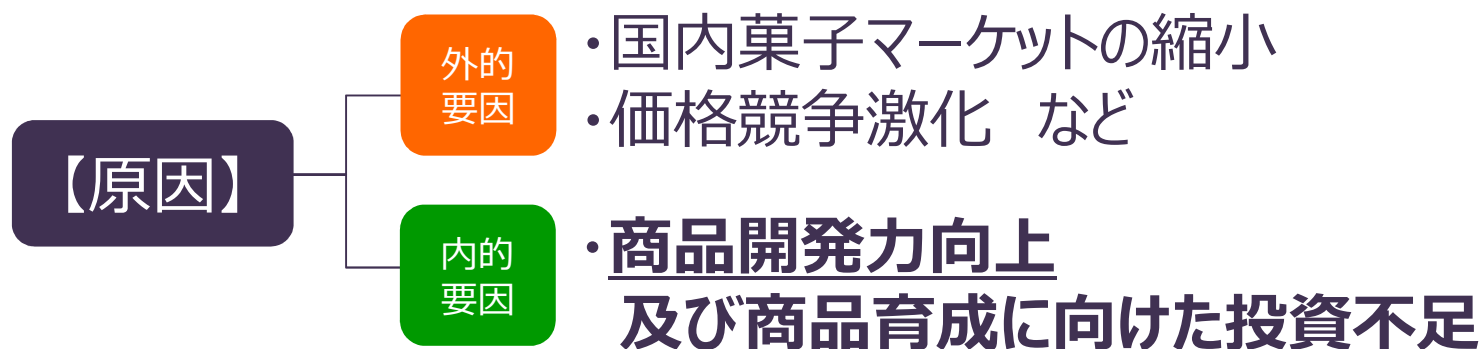 【原因】
外的
要因
・国内菓子マーケットの縮小
・価格競争激化　など
内的
要因
・商品開発力向上
及び商品育成に向けた投資不足